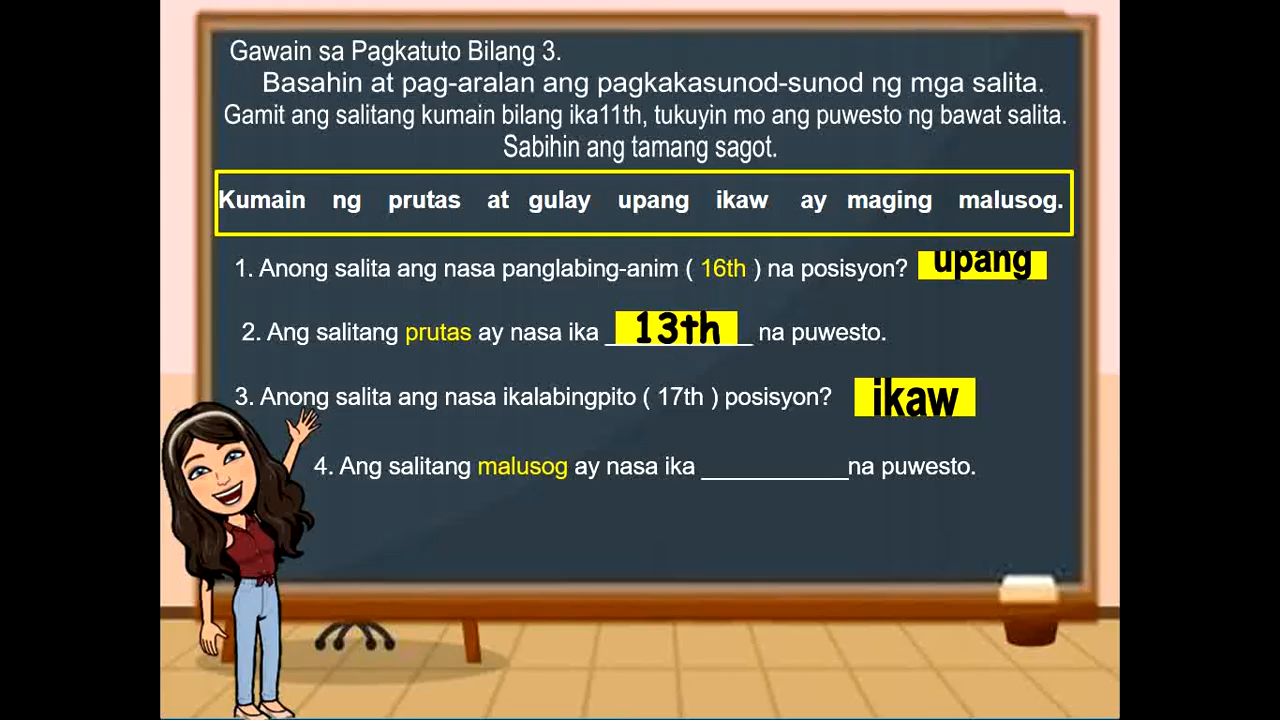 Gawain sa Pagkatuto Bilang 3.
Basahin at pag-aralan ang pagkakasunod-sunod ng mga salita.
Gamit ang salitang kumain bilang ika11th, tukuyin mo ang puwesto ng bawat salita.
Sabihin ang tamang sagot.
Kumain ng prutas at gulay upang ikaw ay maging malusog.
1. Anong salita ang nasa panglabing-anim ( 16th ) na posisyon? upang
2. Ang salitang prutas ay nasa ika 13th na puwesto.
3. Anong salita ang nasa ikalabingpito ( 17th ) posisyon? ikaw
4. Ang salitang malusog ay nasa ika ___________na puwesto.